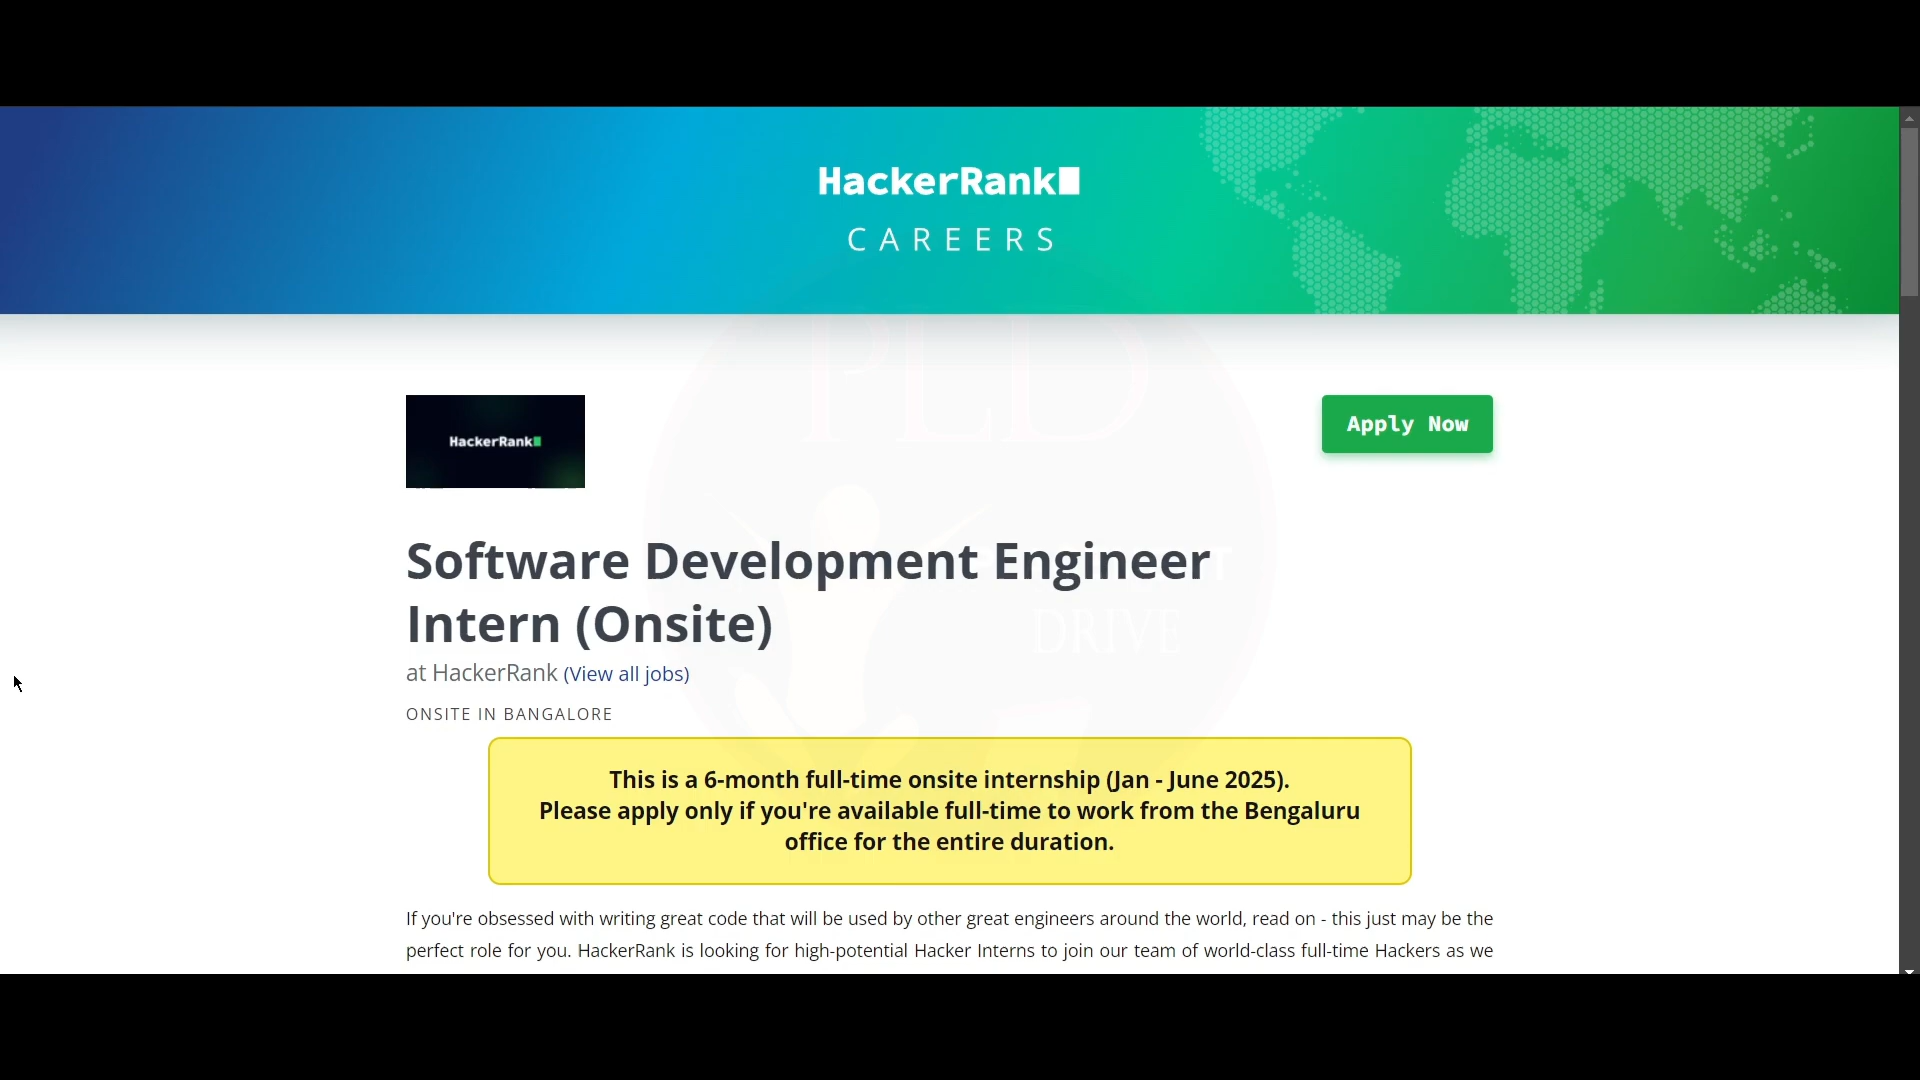 HackerRank
CAREERS
PLD
HackerRank
Apply Now
Software Development Engineer
Intern (Onsite)
DRIVE
at HackerRank (View all jobs)
ONSITE IN BANGALORE
This is a 6-month full-time onsite internship (Jan - June 2025).
Please apply only if you're available full-time to work from the Bengaluru
office for the entire duration.
If you're obsessed with writing great code that will be used by other great engineers around the world, read on - this just may be the
perfect role for you. HackerRank is looking for high-potential Hacker Interns to join our team of world-class full-time Hackers as we